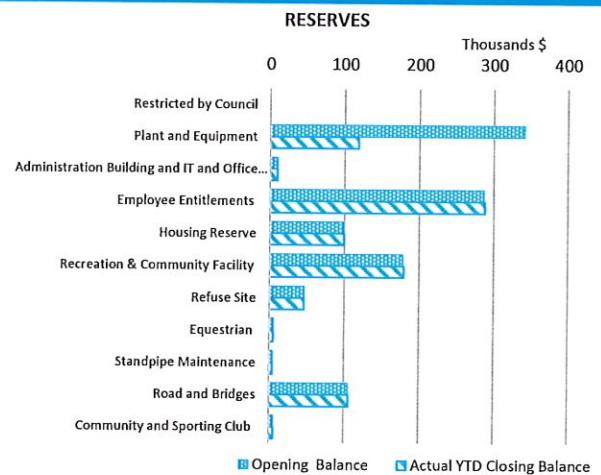 RESERVES
Thousands $
0 100 200 300 400
Restricted by Council
Plant and Equipment
Administration Building and IT and Office...
Employee Entitlements
Housing Reserve
Recreation & Community Facility
Refuse Site
Equestrian
Standpipe Maintenance
Road and Bridges
Community and Sporting Club
Opening Balance Actual YTD Closing Balance